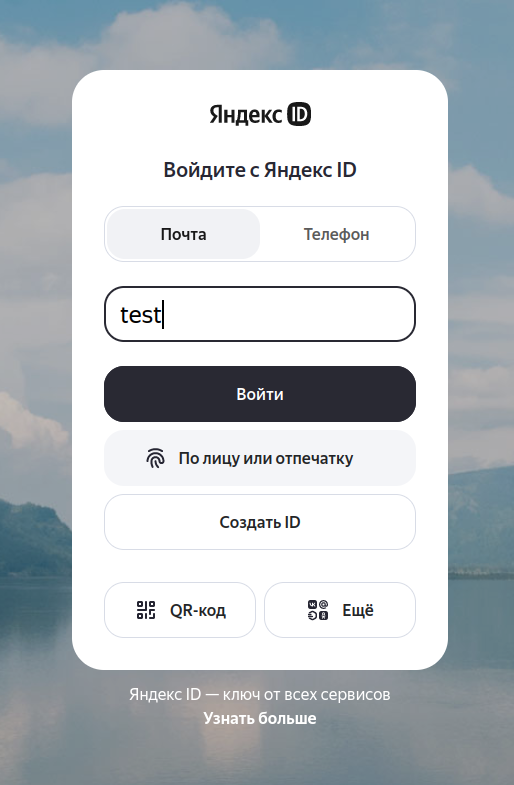 Яндекс ID
Войдите с Яндекс ID
Почта Телефон
test
Войти
По лицу или отпечатку
Создать ID
QR-код Ещё
Яндекс ID — ключ от всех сервисов
Узнать больше